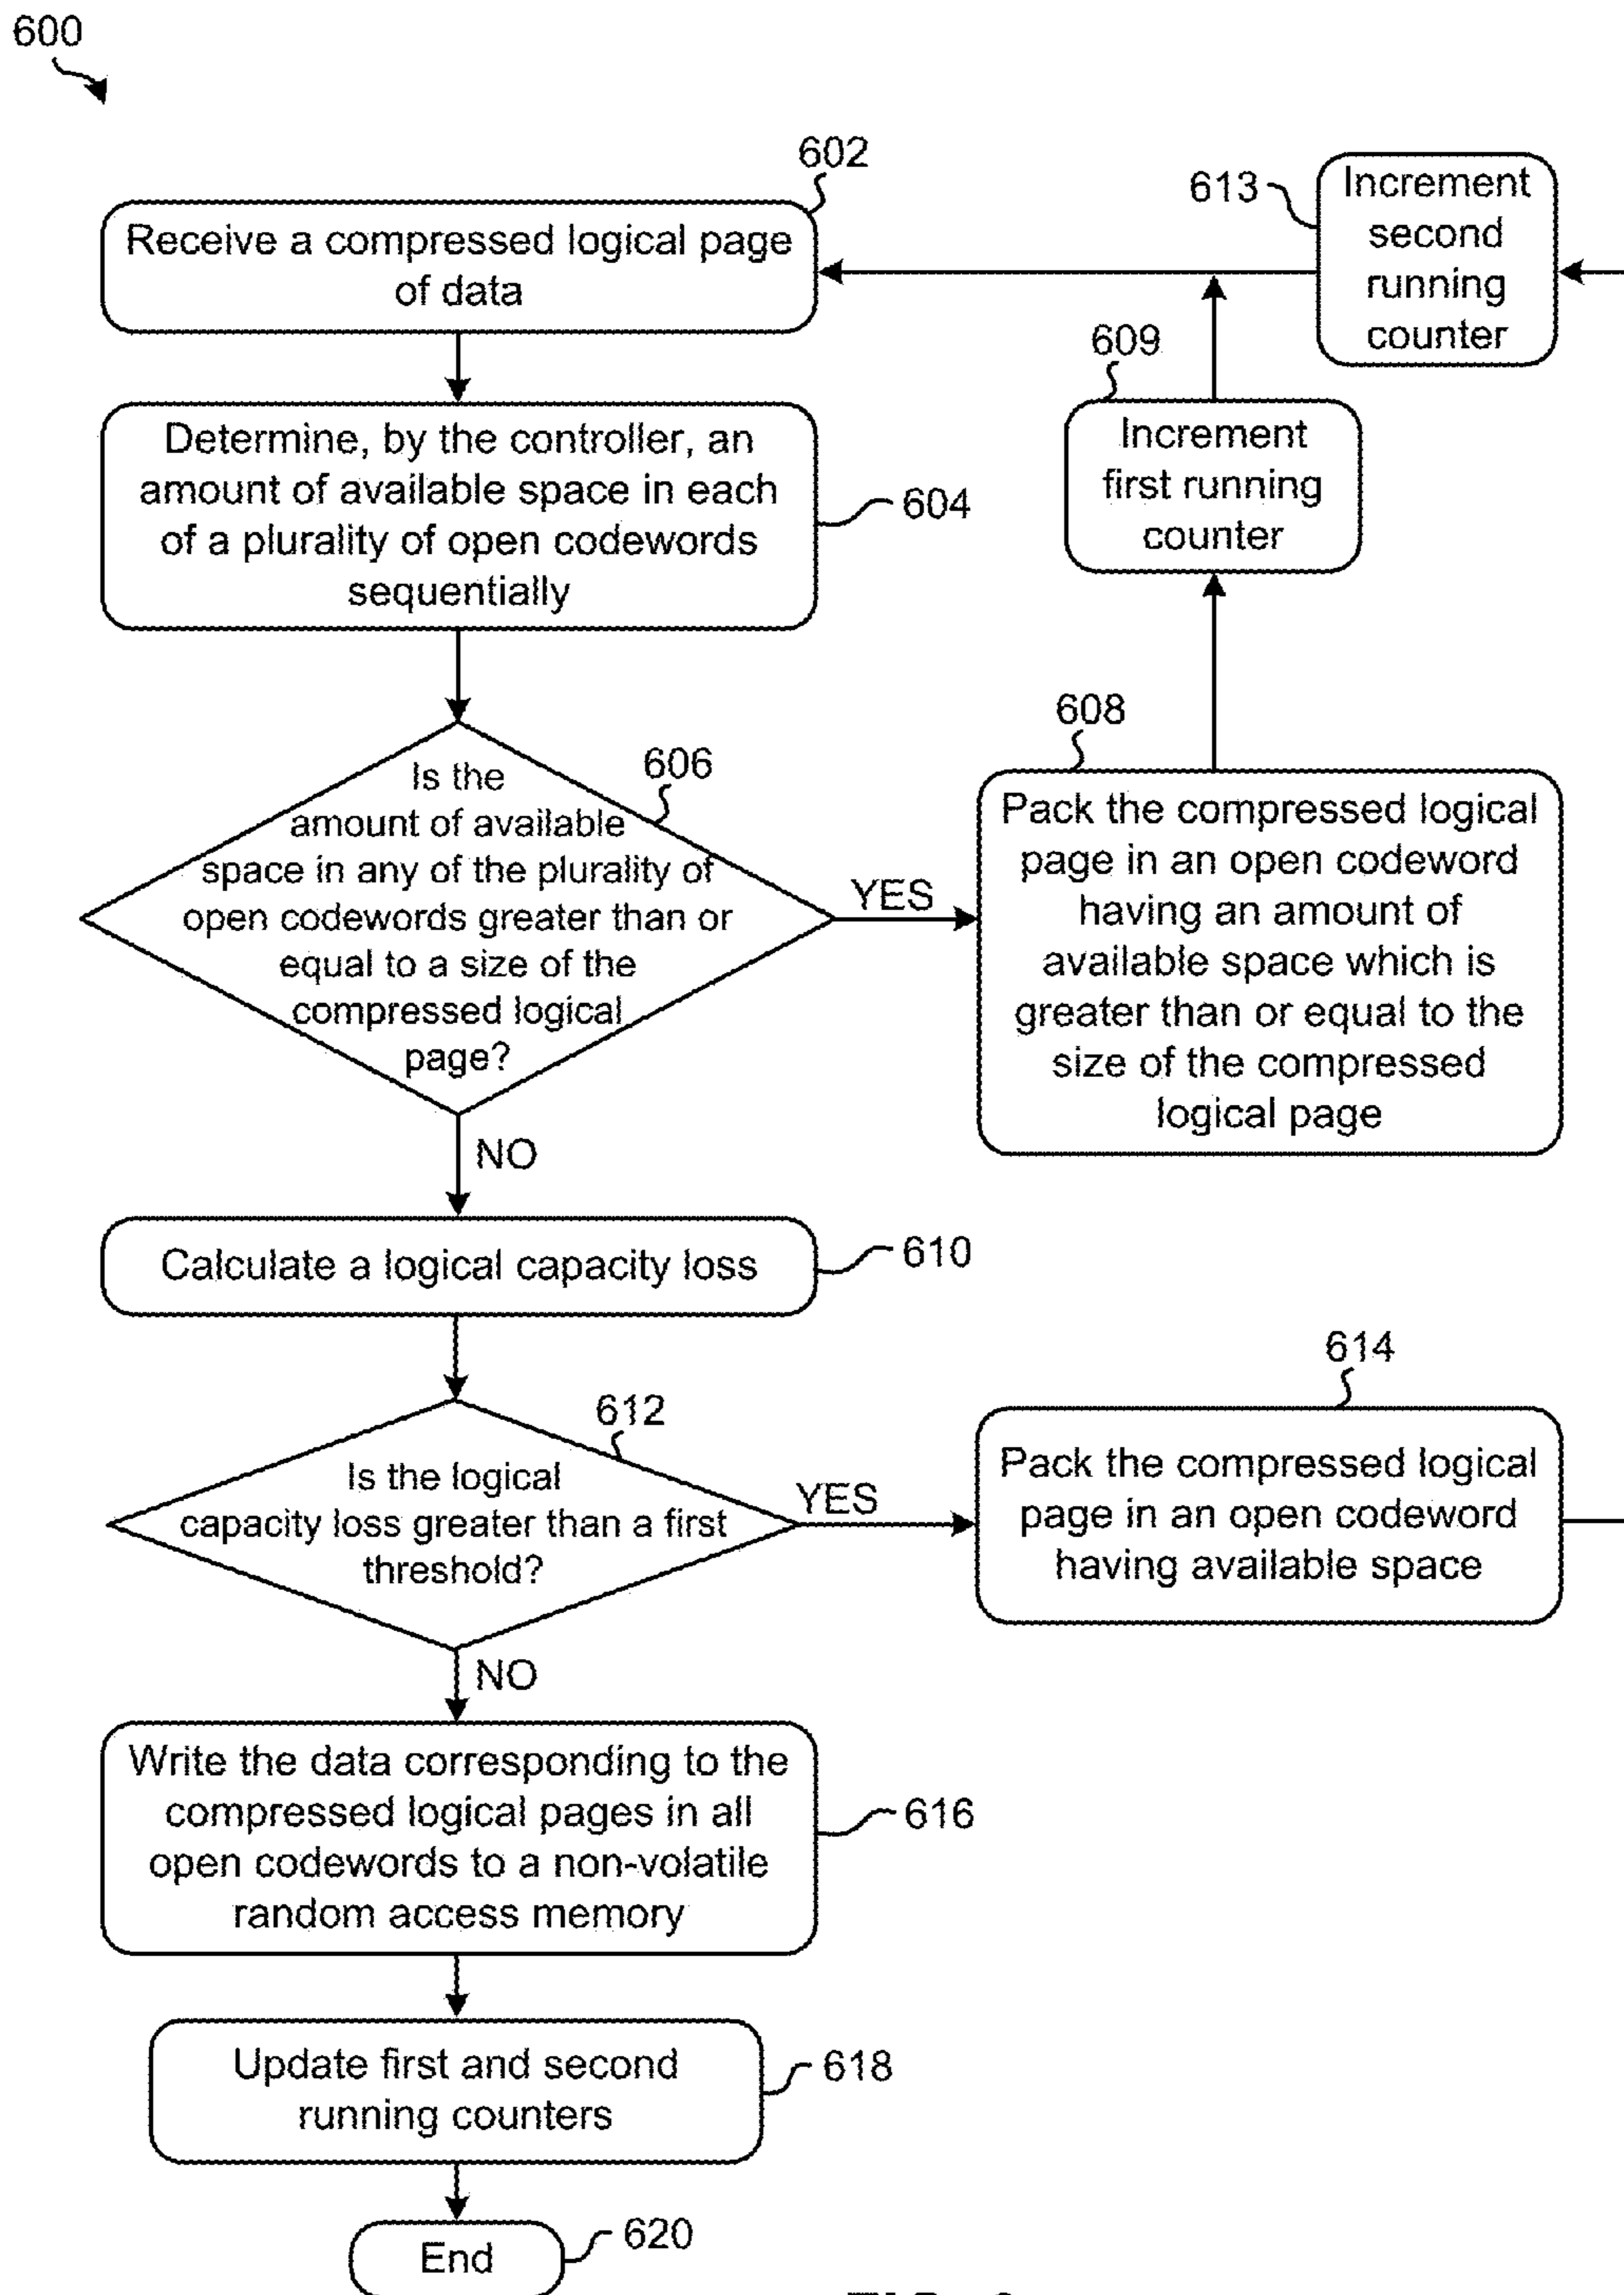 600
602
Receive a compressed logical page
of data
613
Increment
second
running
counter
609
Increment
first running
counter
Determine, by the controller, an
amount of available space in each
of a plurality of open codewords
sequentially
604
606
Is the
amount of available
space in any of the plurality of
open codewords greater than or
equal to a size of the
compressed logical
page?
YES
NO
608
Pack the compressed logical
page in an open codeword
having an amount of
available space which is
greater than or equal to the
size of the compressed
logical page
Calculate a logical capacity loss
610
612
Is the logical
capacity loss greater than a first
threshold?
YES
NO
614
Pack the compressed logical
page in an open codeword
having available space
Write the data corresponding to the
compressed logical pages in all
open codewords to a non-volatile
random access memory
616
Update first and second
running counters
618
End
620